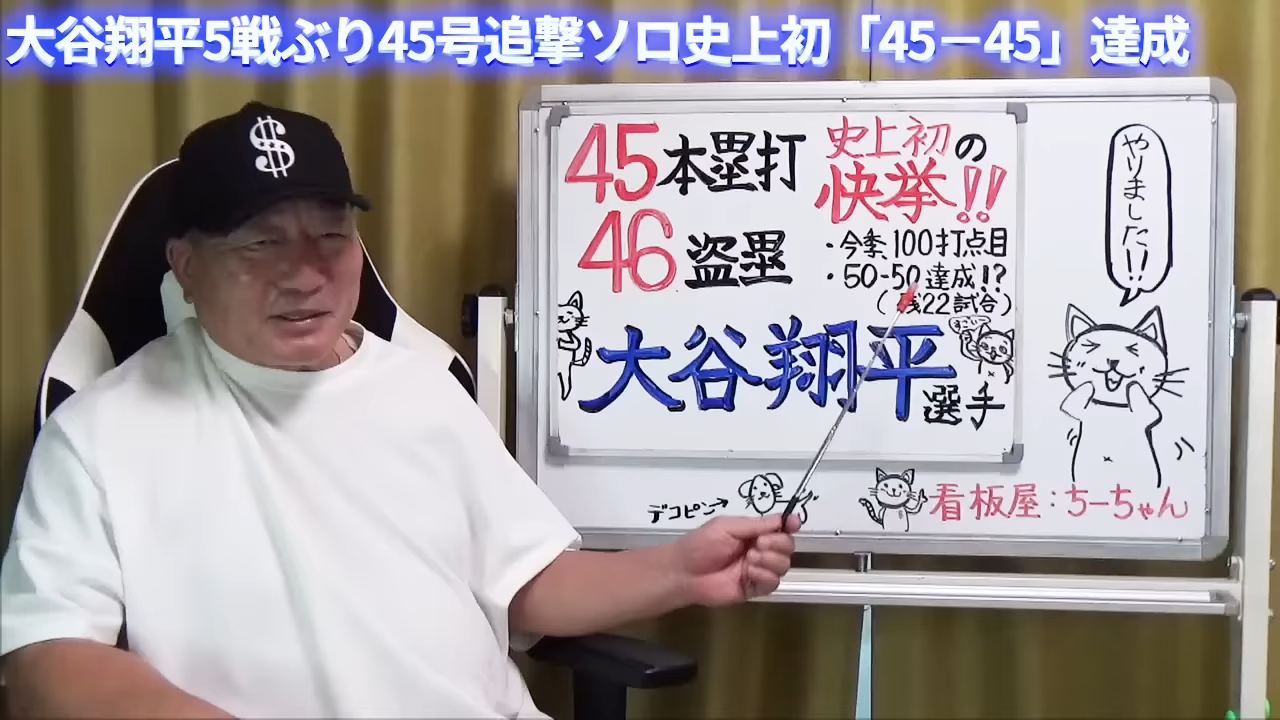 大谷翔平5戦ぶり45号追撃ソロ史上初「45－45」達成
45本塁打
46盗塁
史上初の
快挙!!
・今季100打点目
・50-50達成!?
(残22試合)
大谷翔平選手
すごいっ
やりました!!
デコピン→
看板屋:ちーちゃん